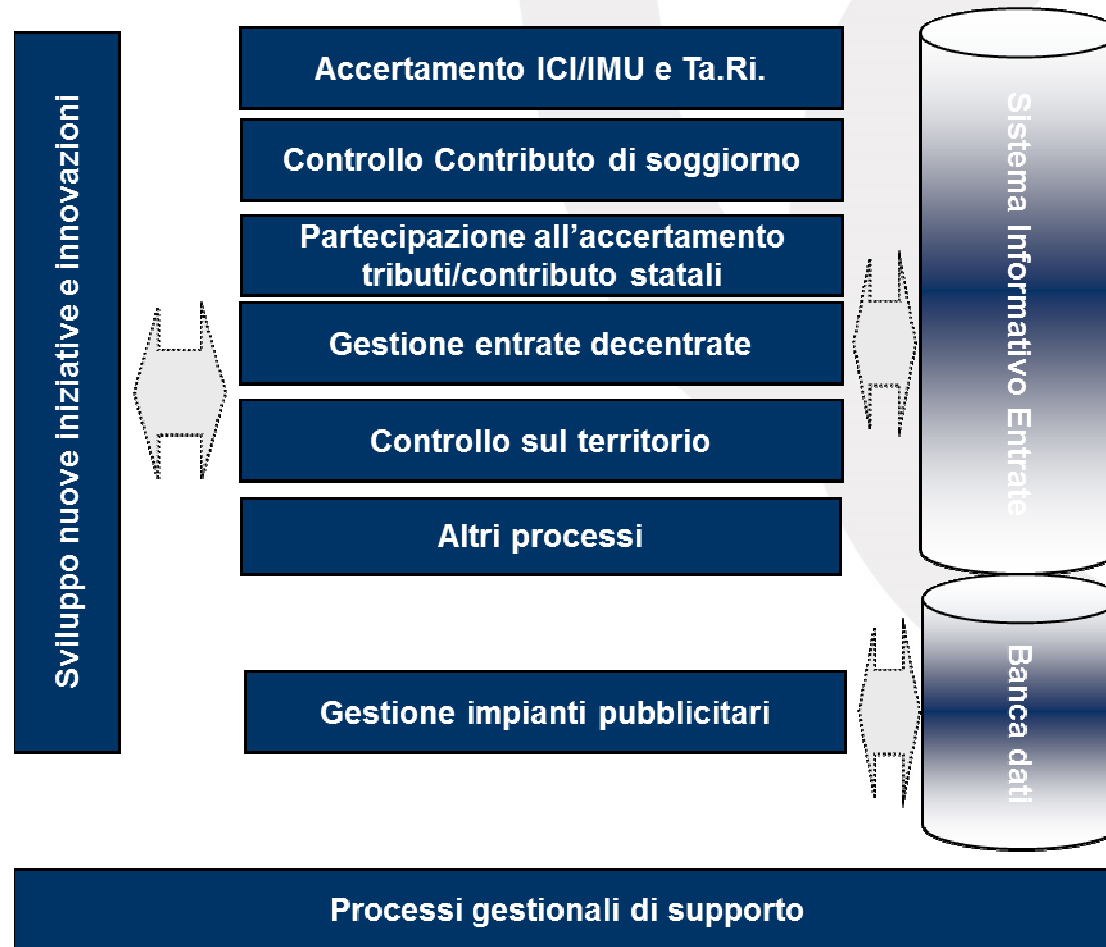 Sviluppo nuove iniziative e innovazioni
Accertamento ICI/IMU e Ta.Ri.
Controllo Contributo di soggiorno
Partecipazione all’accertamento
tributi/contributo statali
Gestione entrate decentrate
Controllo sul territorio
Altri processi
Gestione impianti pubblicitari
Sistema Informativo Entrate
Banca dati
Processi gestionali di supporto